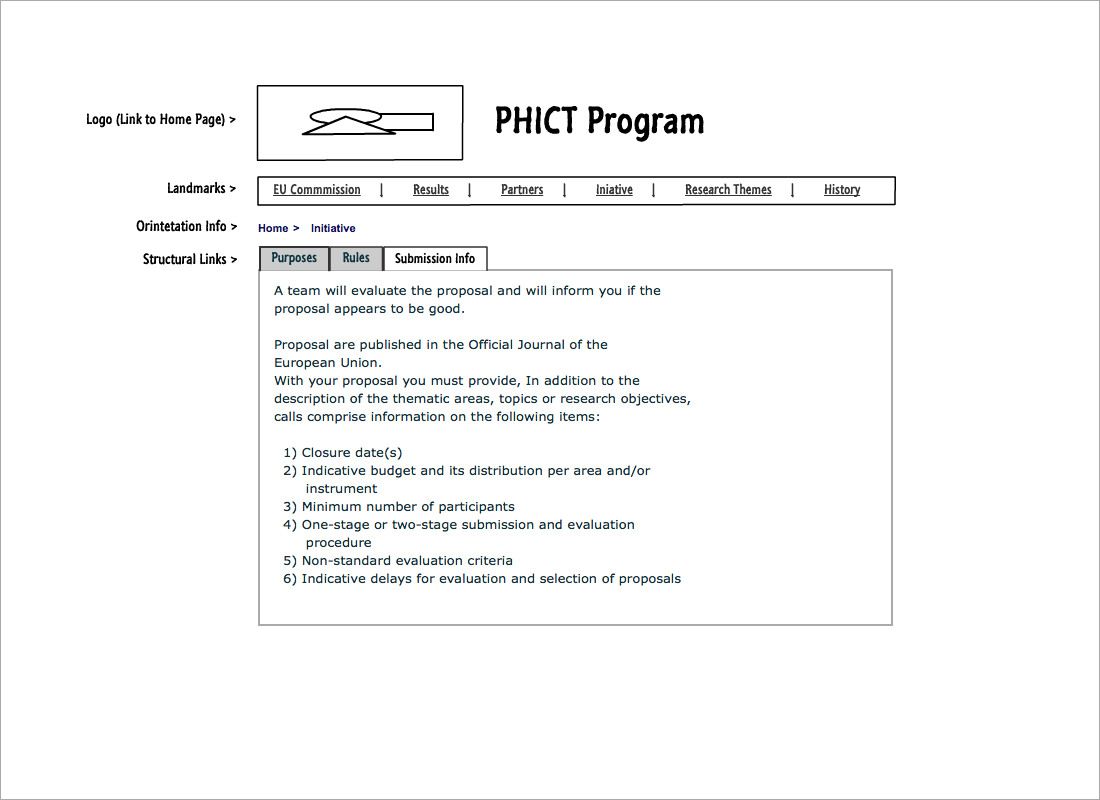 Logo (Link to Home Page) >
PHICT Program
Landmarks >
EU Commmission | Results | Partners | Iniative | Research Themes | History
Orintetation Info >
Home > Initiative
Structural Links >
Purposes Rules Submission Info
A team will evaluate the proposal and will inform you if the
proposal appears to be good.
Proposal are published in the Official Journal of the
European Union.
With your proposal you must provide, In addition to the
description of the thematic areas, topics or research objectives,
calls comprise information on the following items:
1) Closure date(s)
2) Indicative budget and its distribution per area and/or
instrument
3) Minimum number of participants
4) One-stage or two-stage submission and evaluation
procedure
5) Non-standard evaluation criteria
6) Indicative delays for evaluation and selection of proposals